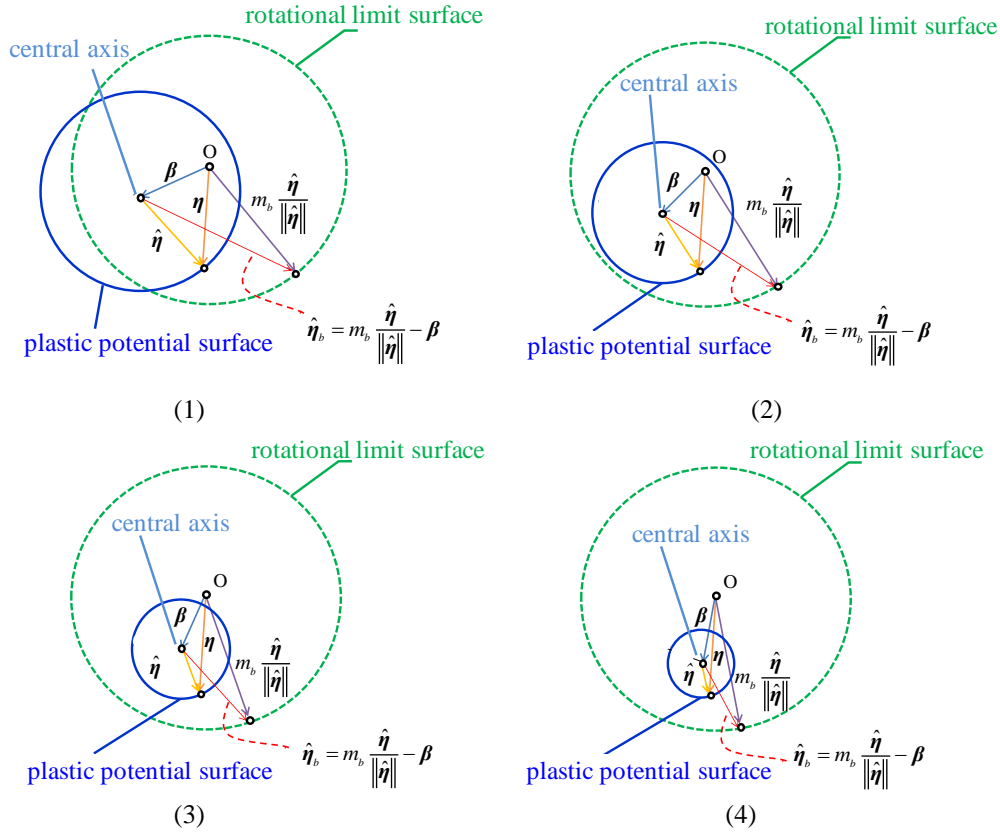 rotational limit surface
central axis
O
β
η
η̂
m_b η̂/‖η̂‖
η̂_b = m_b η̂/‖η̂‖ − β
plastic potential surface
(1)
rotational limit surface
central axis
O
β
η
η̂
m_b η̂/‖η̂‖
η̂_b = m_b η̂/‖η̂‖ − β
plastic potential surface
(2)
rotational limit surface
central axis
O
β
η
η̂
m_b η̂/‖η̂‖
η̂_b = m_b η̂/‖η̂‖ − β
plastic potential surface
(3)
rotational limit surface
central axis
O
β
η
η̂
m_b η̂/‖η̂‖
η̂_b = m_b η̂/‖η̂‖ − β
plastic potential surface
(4)